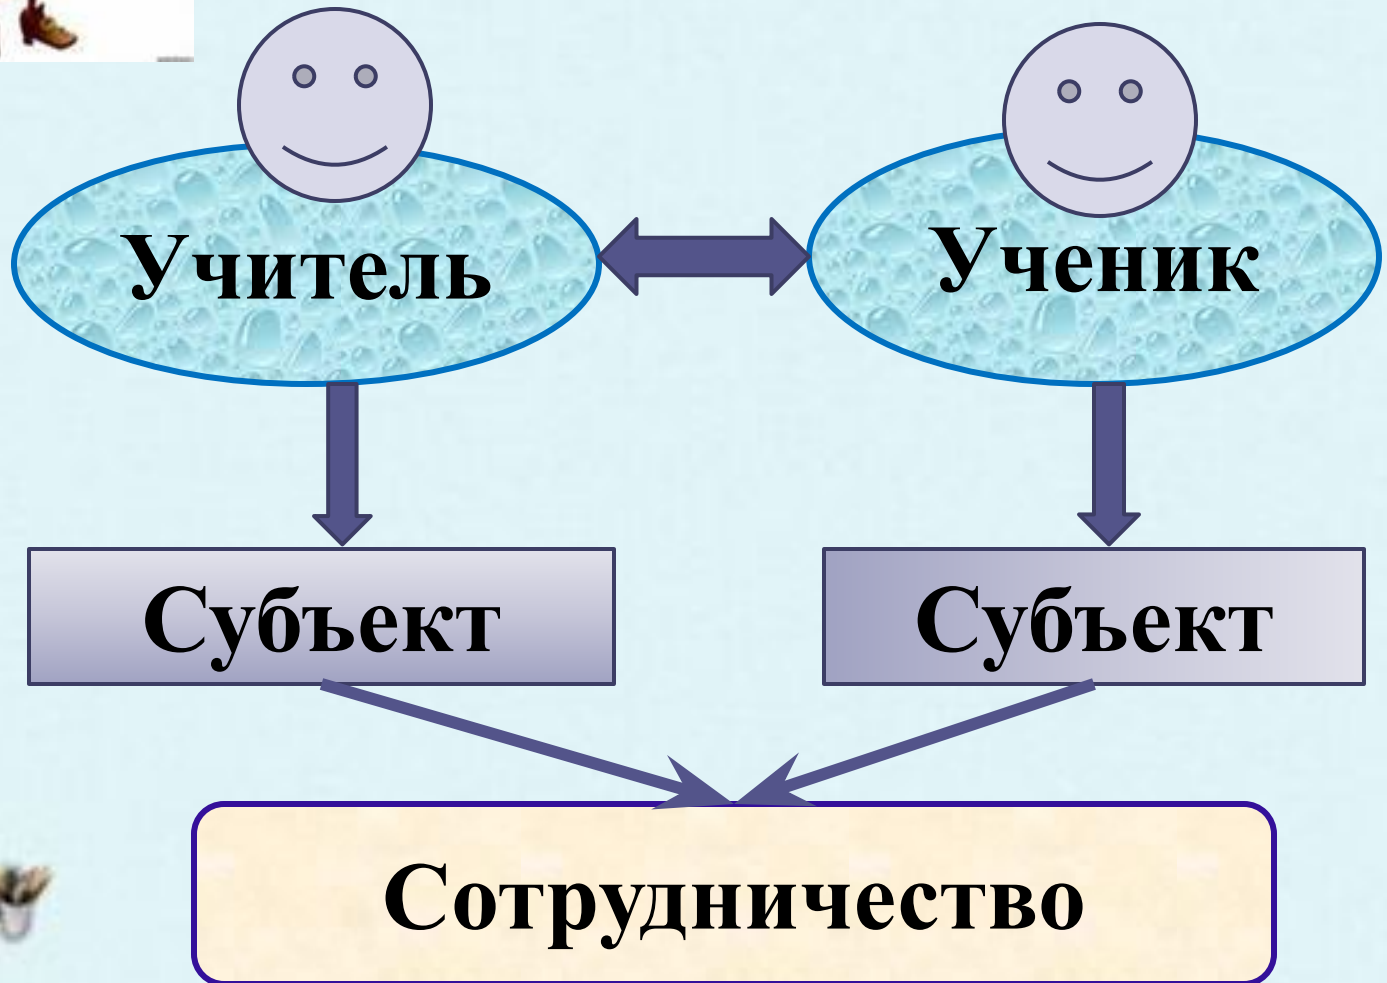 Учитель
Ученик
Субъект
Субъект
Сотрудничество